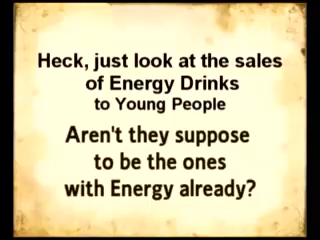 Heck, just look at the sales
of Energy Drinks
to Young People
Aren't they suppose
to be the ones
with Energy already?